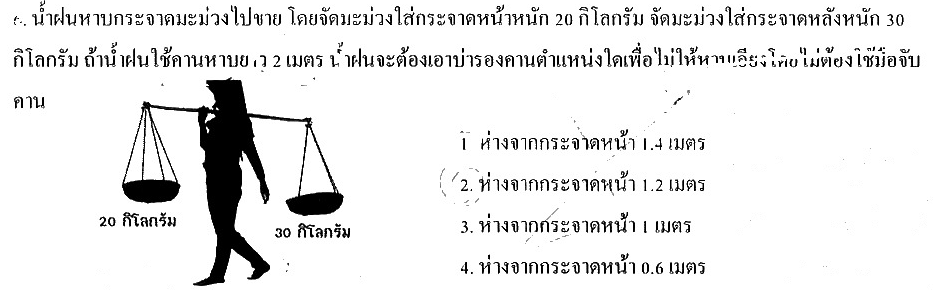 น้ำฝนหาบกระจาดมะม่วงไปขาย โดยจัดมะม่วงใส่กระจาดหน้าหนัก 20 กิโลกรัม จัดมะม่วงใส่กระจาดหลังหนัก 30
กิโลกรัม ถ้าน้ำฝนใช้คานหาบยาว 2 เมตร น้ำฝนจะต้องเอาบ่ารองคานตำแหน่งใดเพื่อไม่ให้หาบเอียงโดยไม่ต้องใช้มือจับ
คาน
1 ห่างจากกระจาดหน้า 1.4 เมตร
2. ห่างจากกระจาดหน้า 1.2 เมตร
3. ห่างจากกระจาดหน้า 1 เมตร
4. ห่างจากกระจาดหน้า 0.6 เมตร
20 กิโลกรัม
30 กิโลกรัม